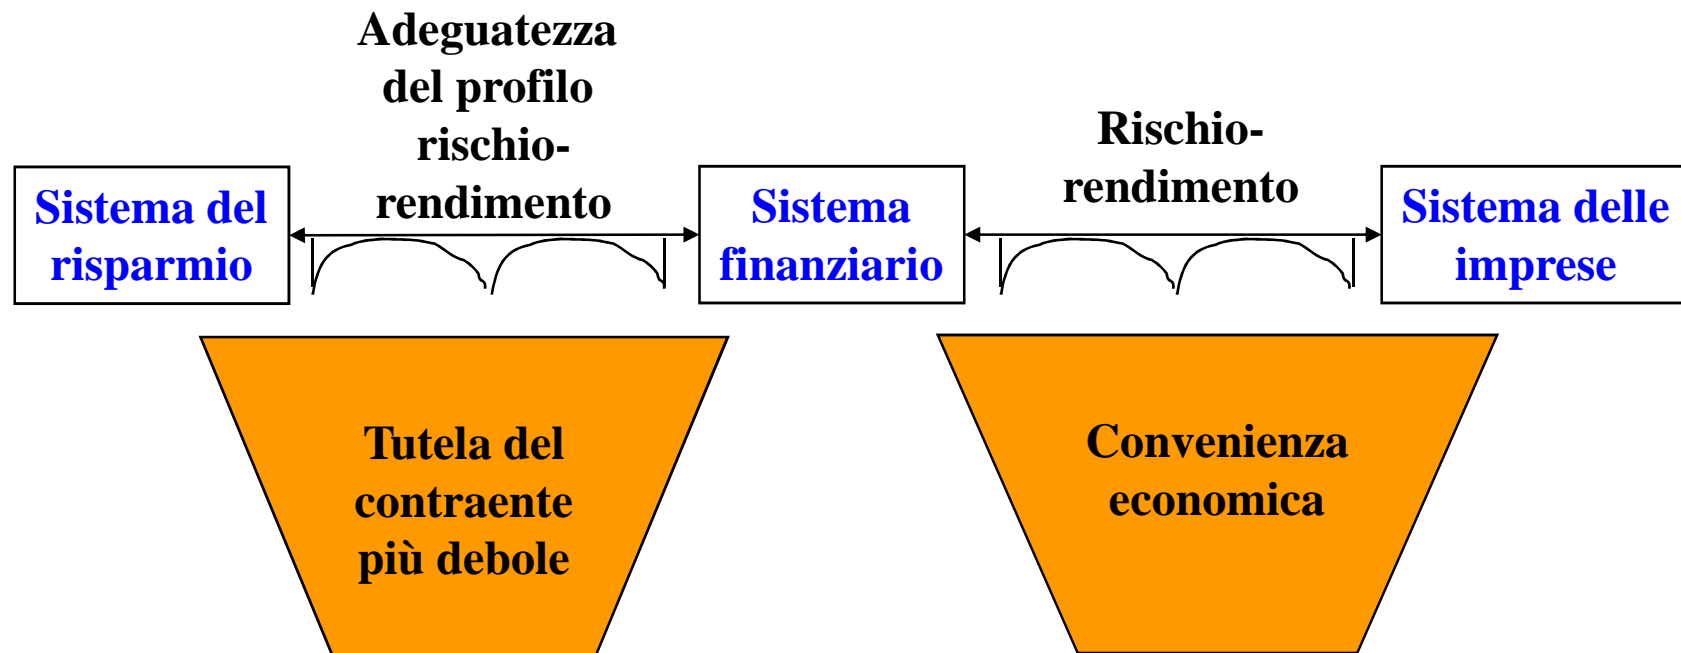 Adeguatezza
del profilo
rischio-
rendimento
Rischio-
rendimento
Sistema del
risparmio
Sistema
finanziario
Sistema delle
imprese
Tutela del
contraente
più debole
Convenienza
economica